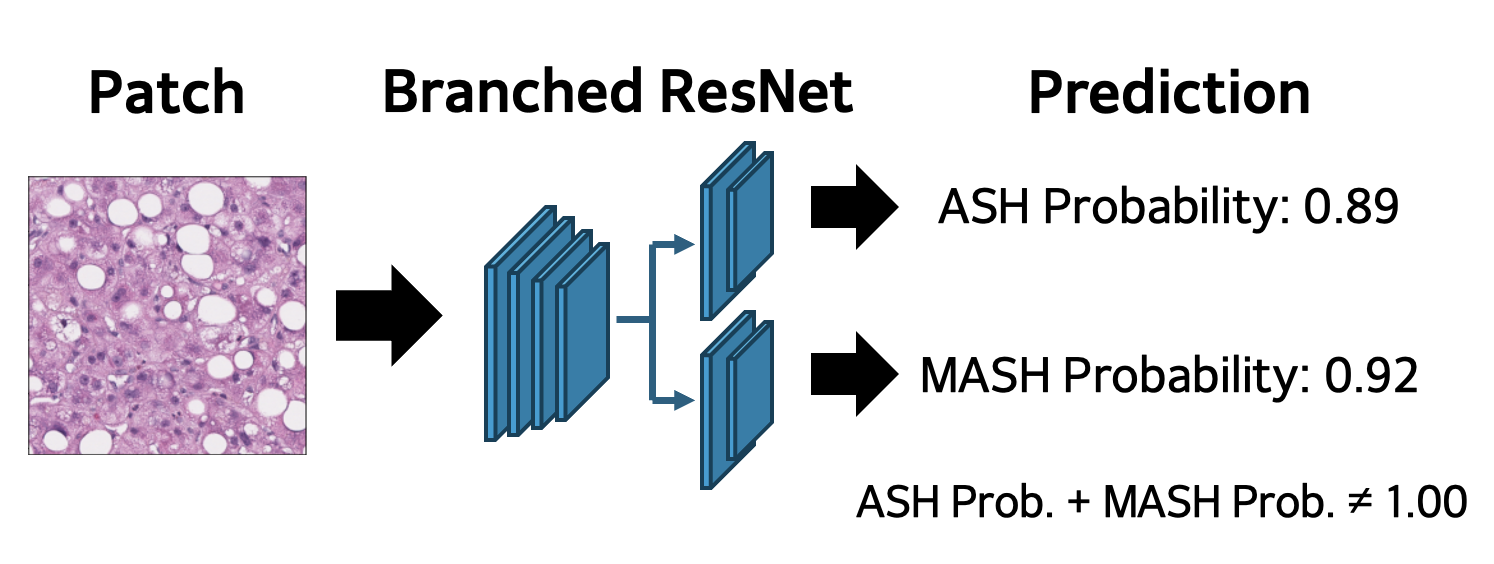 Patch
Branched ResNet
Prediction
ASH Probability: 0.89
MASH Probability: 0.92
ASH Prob. + MASH Prob. ≠ 1.00